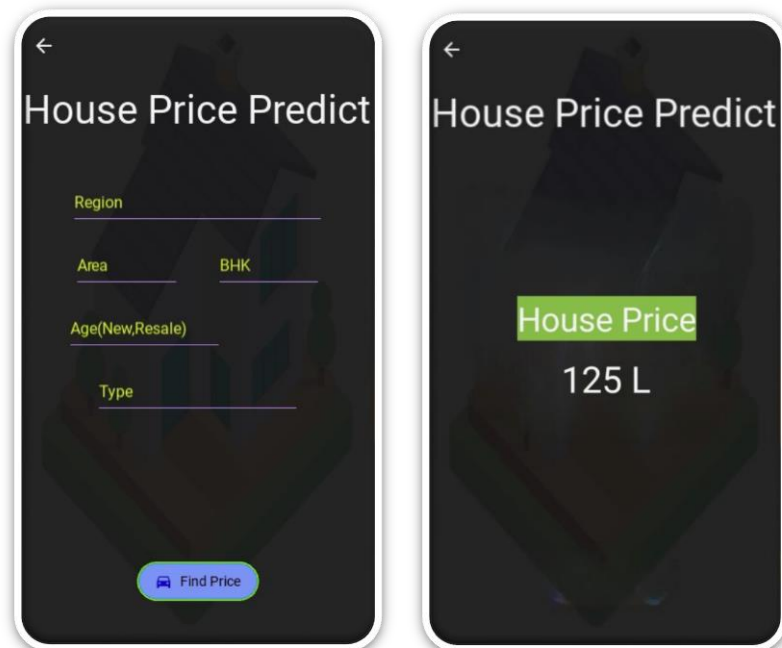 House Price Predict
Region
Area BHK
Age(New,Resale)
Type
Find Price
House Price Predict
House Price
125 L